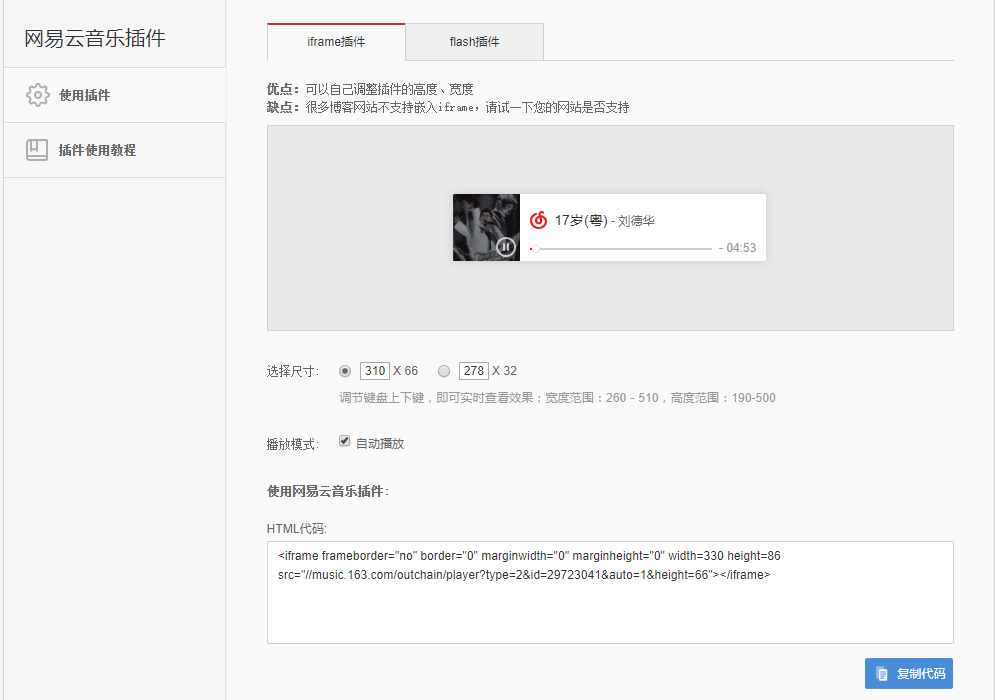 网易云音乐插件
使用插件
插件使用教程
iframe插件
flash插件
优点：可以自己调整插件的高度、宽度
缺点：很多博客网站不支持嵌入iframe，请试一下您的网站是否支持
17岁(粤) - 刘德华
- 04:53
选择尺寸： 310 X 66 278 X 32
调节键盘上下键，即可实时查看效果；宽度范围：260 - 510，高度范围：190-500
播放模式： 自动播放
使用网易云音乐插件：
HTML代码:
<iframe frameborder="no" border="0" marginwidth="0" marginheight="0" width=330 height=86
src="//music.163.com/outchain/player?type=2&id=29723041&auto=1&height=66"></iframe>
复制代码